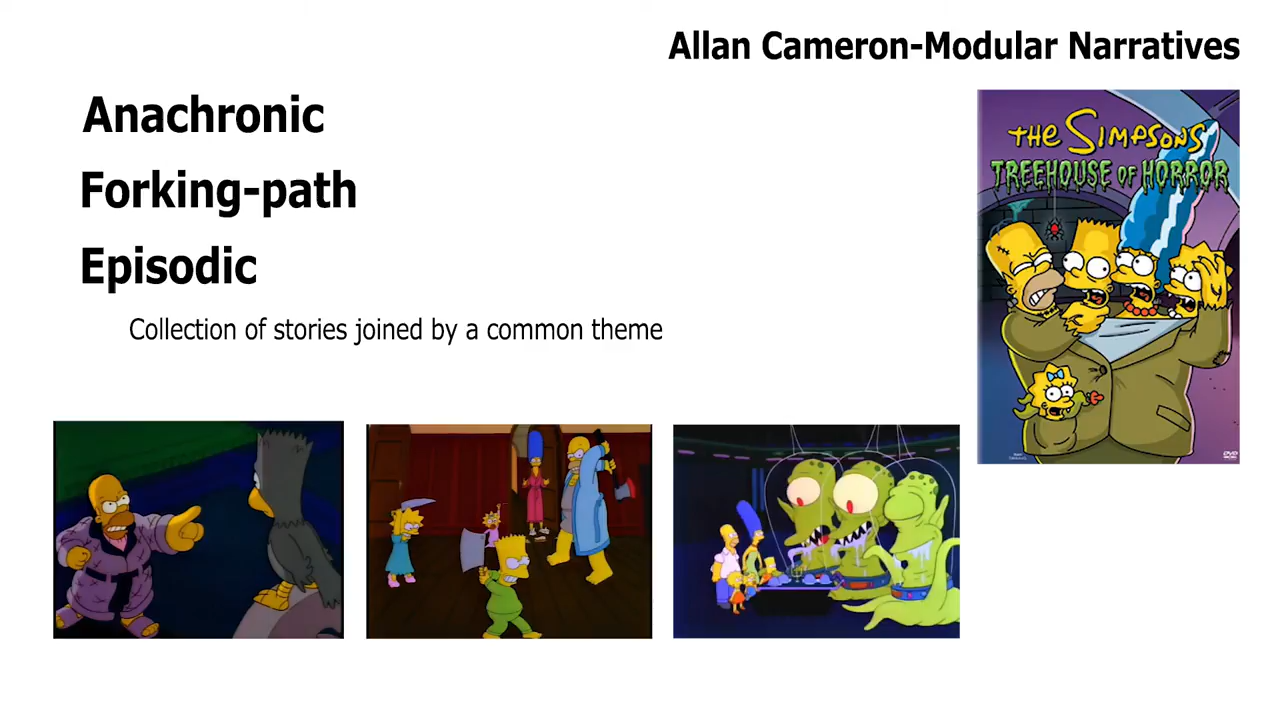 Allan Cameron-Modular Narratives
Anachronic
Forking-path
Episodic
Collection of stories joined by a common theme
THE SIMPSONS
TREEHOUSE OF HORROR
DVD